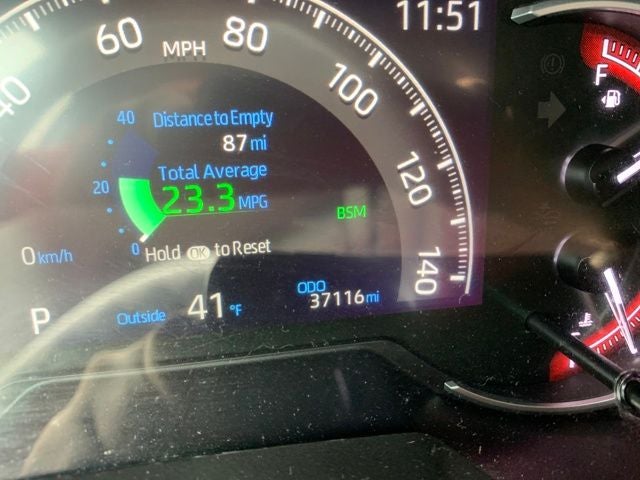 11:51
60 MPH 80
40
100
120
140
F
40 Distance to Empty
87 mi
Total Average
20 23.3 MPG
BSM
0 Hold OK to Reset
0 km/h
ODO
37116 mi
P Outside 41 °F